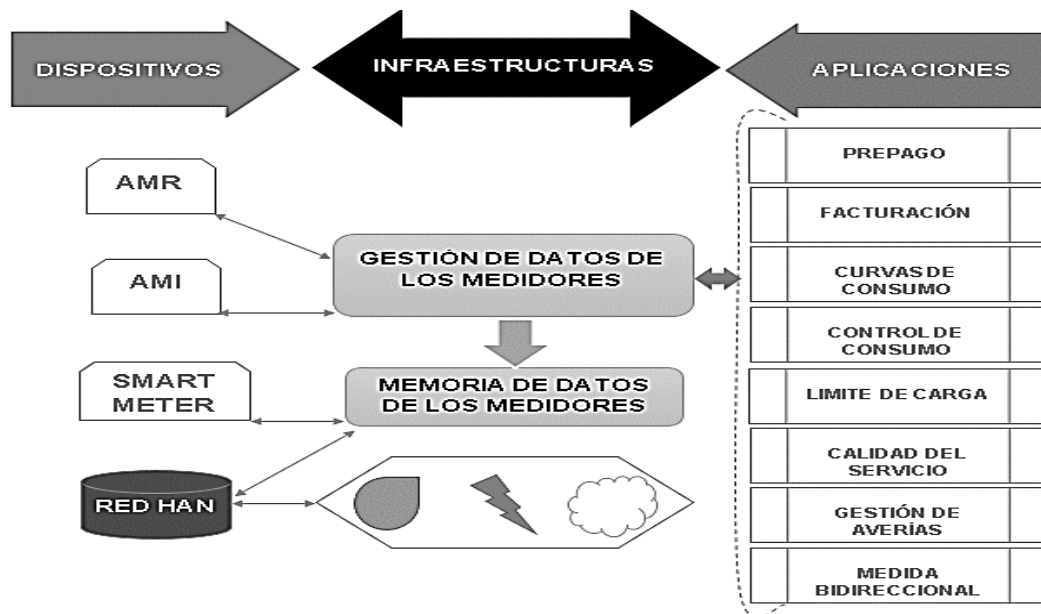 DISPOSITIVOS
INFRAESTRUCTURAS
APLICACIONES
AMR
AMI
SMART
METER
RED HAN
GESTIÓN DE DATOS DE
LOS MEDIDORES
MEMORIA DE DATOS
DE LOS MEDIDORES
PREPAGO
FACTURACIÓN
CURVAS DE
CONSUMO
CONTROL DE
CONSUMO
LIMITE DE CARGA
CALIDAD DEL
SERVICIO
GESTIÓN DE
AVERÍAS
MEDIDA
BIDIRECCIONAL